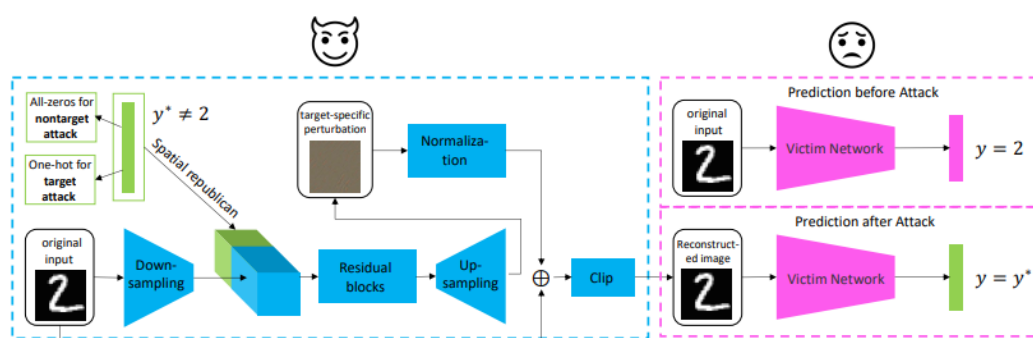 All-zeros for
nontarget
attack
y* ≠ 2
One-hot for
target
attack
Spatial republican
target-specific
perturbation
Normaliza-
tion
original
input
Down-
sampling
Residual
blocks
Up-
sampling
⊕
Clip
Prediction before Attack
original
input
Victim Network
y = 2
Prediction after Attack
Reconstruct-
ed image
Victim Network
y = y*